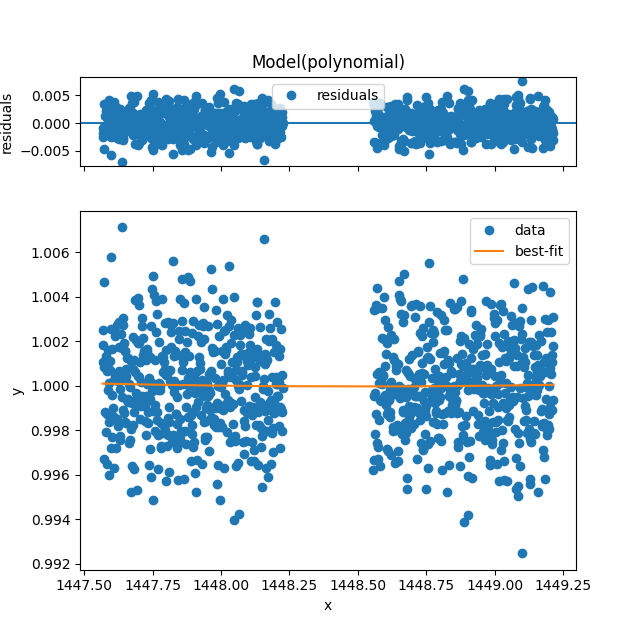 Model(polynomial)
residuals
0.005
0.000
−0.005
residuals
data
best-fit
y
1.006
1.004
1.002
1.000
0.998
0.996
0.994
0.992
1447.50 1447.75 1448.00 1448.25 1448.50 1448.75 1449.00 1449.25
x